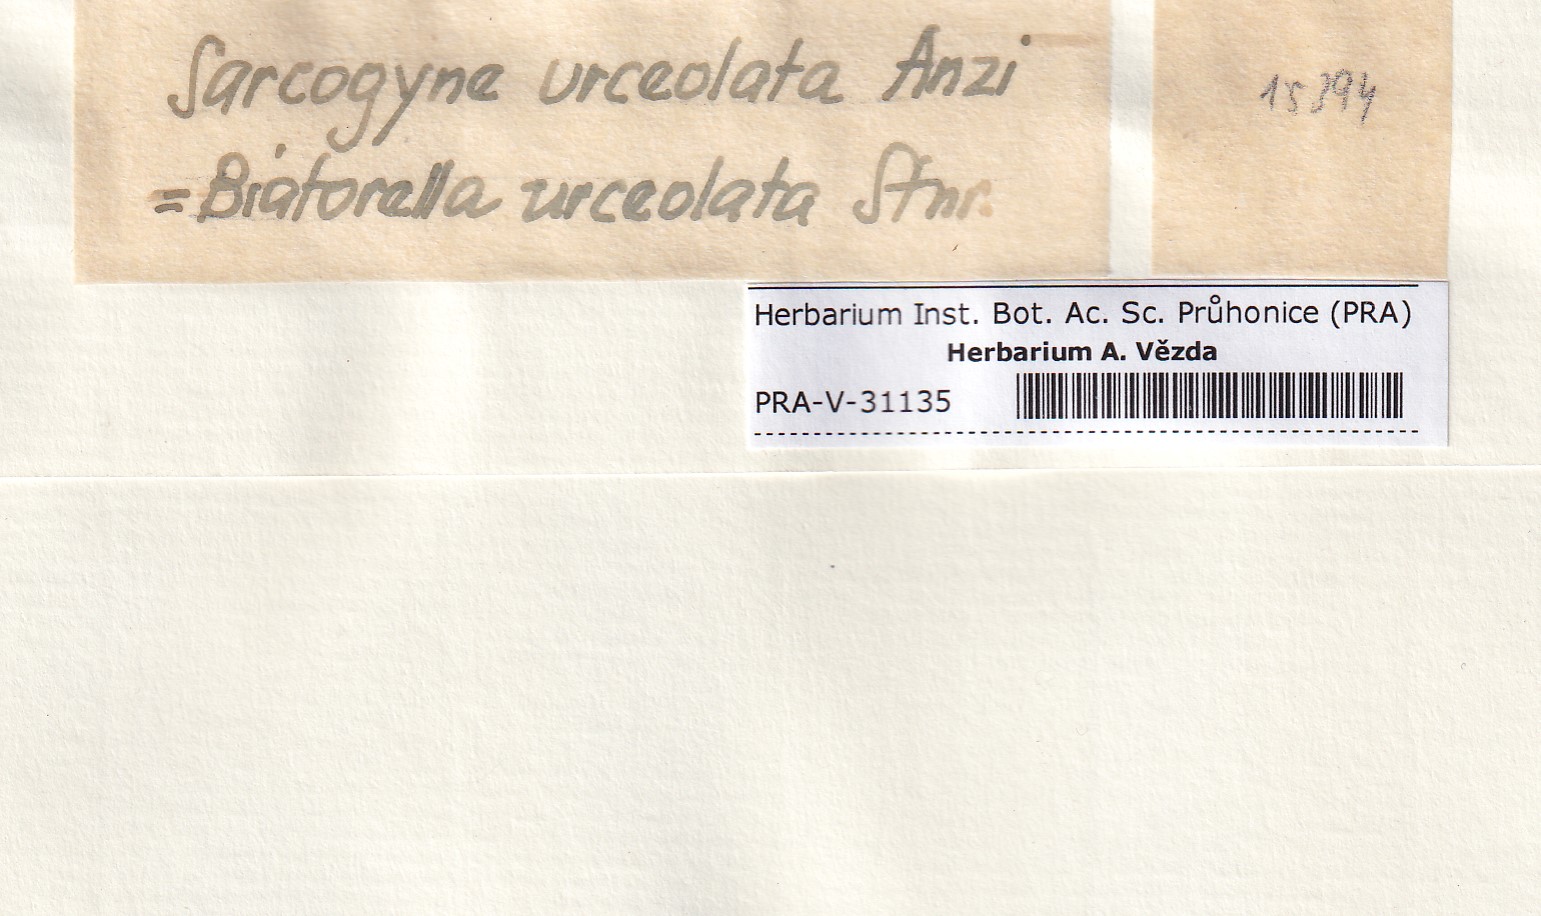 Sarcogyne urceolata Anzi
= Biatorella urceolata Stnr.
15394
Herbarium Inst. Bot. Ac. Sc. Průhonice (PRA)
Herbarium A. Vězda
PRA-V-31135